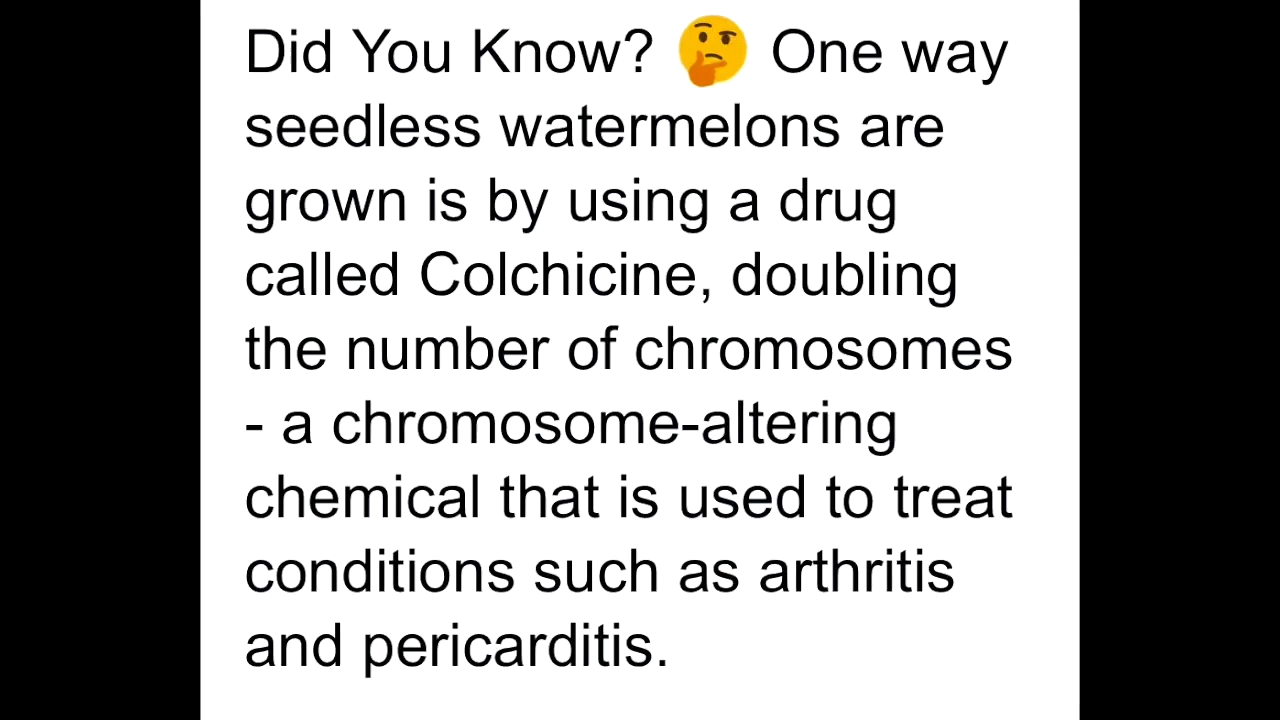 Did You Know? 🤔 One way
seedless watermelons are
grown is by using a drug
called Colchicine, doubling
the number of chromosomes
- a chromosome-altering
chemical that is used to treat
conditions such as arthritis
and pericarditis.